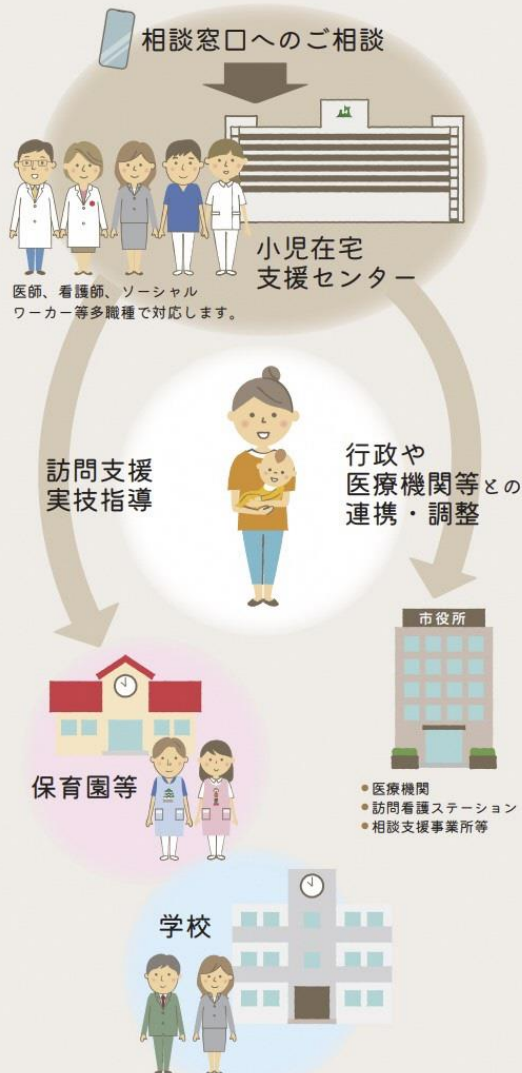 相談窓口へのご相談
小児在宅
支援センター
医師、看護師、ソーシャル
ワーカー等多職種で対応します。
訪問支援
実技指導
行政や
医療機関等との
連携・調整
市役所
保育園等
●医療機関
●訪問看護ステーション
●相談支援事業所等
学校